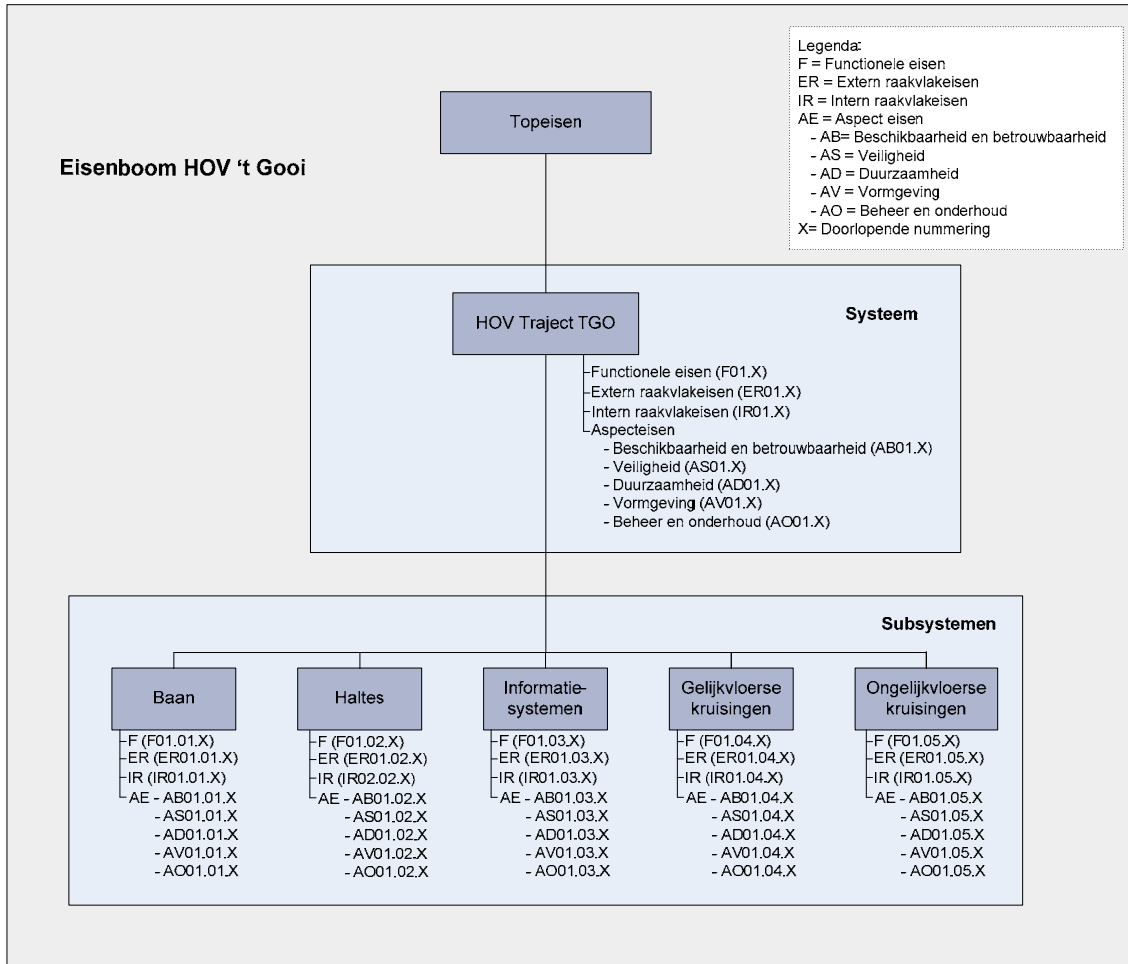 Legenda:
F = Functionele eisen
ER = Extern raakvlakeisen
IR = Intern raakvlakeisen
AE = Aspect eisen
- AB= Beschikbaarheid en betrouwbaarheid
- AS = Veiligheid
- AD = Duurzaamheid
- AV = Vormgeving
- AO = Beheer en onderhoud
X= Doorlopende nummering
Topeisen
Eisenboom HOV ‘t Gooi
HOV Traject TGO
Systeem
Functionele eisen (F01.X)
Extern raakvlakeisen (ER01.X)
Intern raakvlakeisen (IR01.X)
Aspecteisen
- Beschikbaarheid en betrouwbaarheid (AB01.X)
- Veiligheid (AS01.X)
- Duurzaamheid (AD01.X)
- Vormgeving (AV01.X)
- Beheer en onderhoud (AO01.X)
Subsystemen
Baan
F (F01.01.X)
ER (ER01.01.X)
IR (IR01.01.X)
AE - AB01.01.X
- AS01.01.X
- AD01.01.X
- AV01.01.X
- AO01.01.X
Haltes
F (F01.02.X)
ER (ER01.02.X)
IR (IR02.02.X)
AE - AB01.02.X
- AS01.02.X
- AD01.02.X
- AV01.02.X
- AO01.02.X
Informatie-
systemen
F (F01.03.X)
ER (ER01.03.X)
IR (IR01.03.X)
AE - AB01.03.X
- AS01.03.X
- AD01.03.X
- AV01.03.X
- AO01.03.X
Gelijkvloerse
kruisingen
F (F01.04.X)
ER (ER01.04.X)
IR (IR01.04.X)
AE - AB01.04.X
- AS01.04.X
- AD01.04.X
- AV01.04.X
- AO01.04.X
Ongelijkvloerse
kruisingen
F (F01.05.X)
ER (ER01.05.X)
IR (IR01.05.X)
AE - AB01.05.X
- AS01.05.X
- AD01.05.X
- AV01.05.X
- AO01.05.X